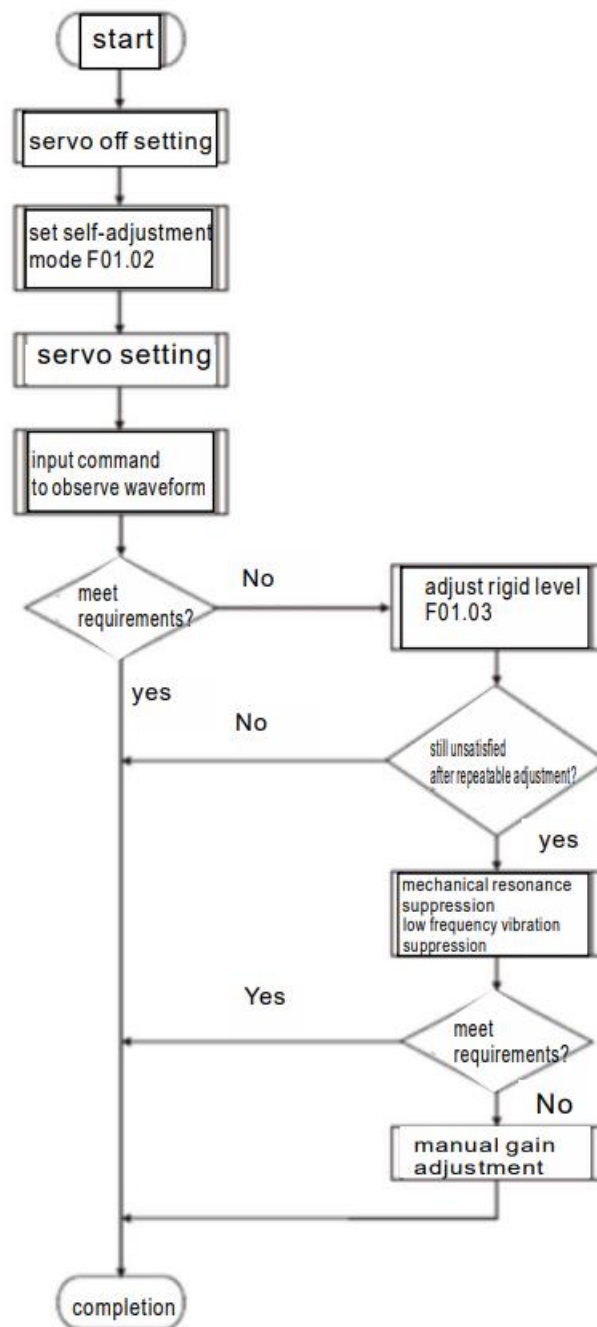 start
servo off setting
set self-adjustment
mode F01.02
servo setting
input command
to observe waveform
meet
requirements?
No
adjust rigid level
F01.03
yes
No
still unsatisfied
after repeatable adjustment?
yes
mechanical resonance
suppression
low frequency vibration
suppression
Yes
meet
requirements?
No
manual gain
adjustment
completion